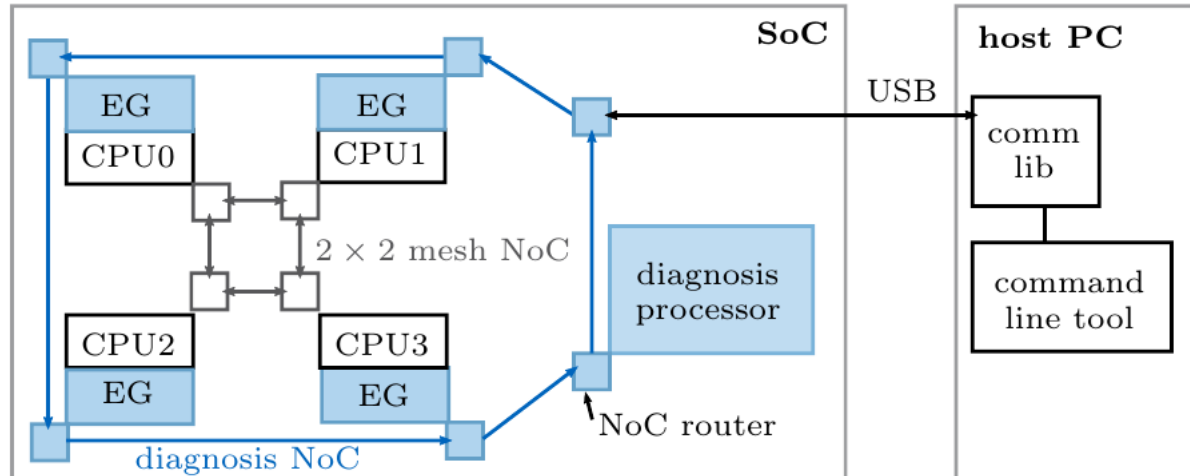 SoC
host PC
EG
EG
USB
CPU0
CPU1
comm
lib
2 × 2 mesh NoC
diagnosis
processor
command
line tool
CPU2
CPU3
EG
EG
NoC router
diagnosis NoC